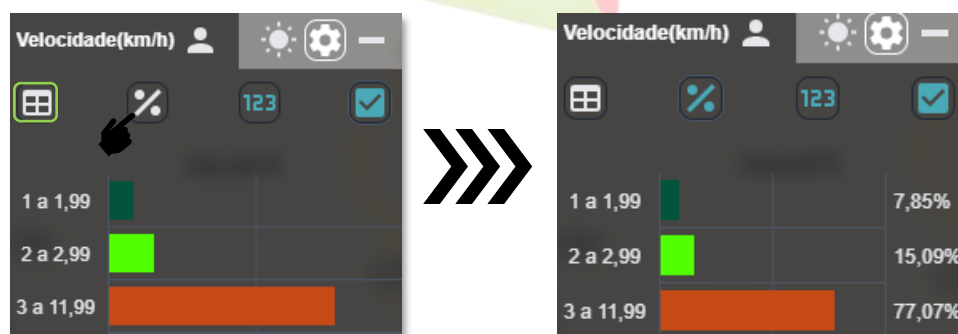 Velocidade(km/h)
123
1 a 1,99
2 a 2,99
3 a 11,99
Velocidade(km/h)
123
1 a 1,99 7,85%
2 a 2,99 15,09%
3 a 11,99 77,07%